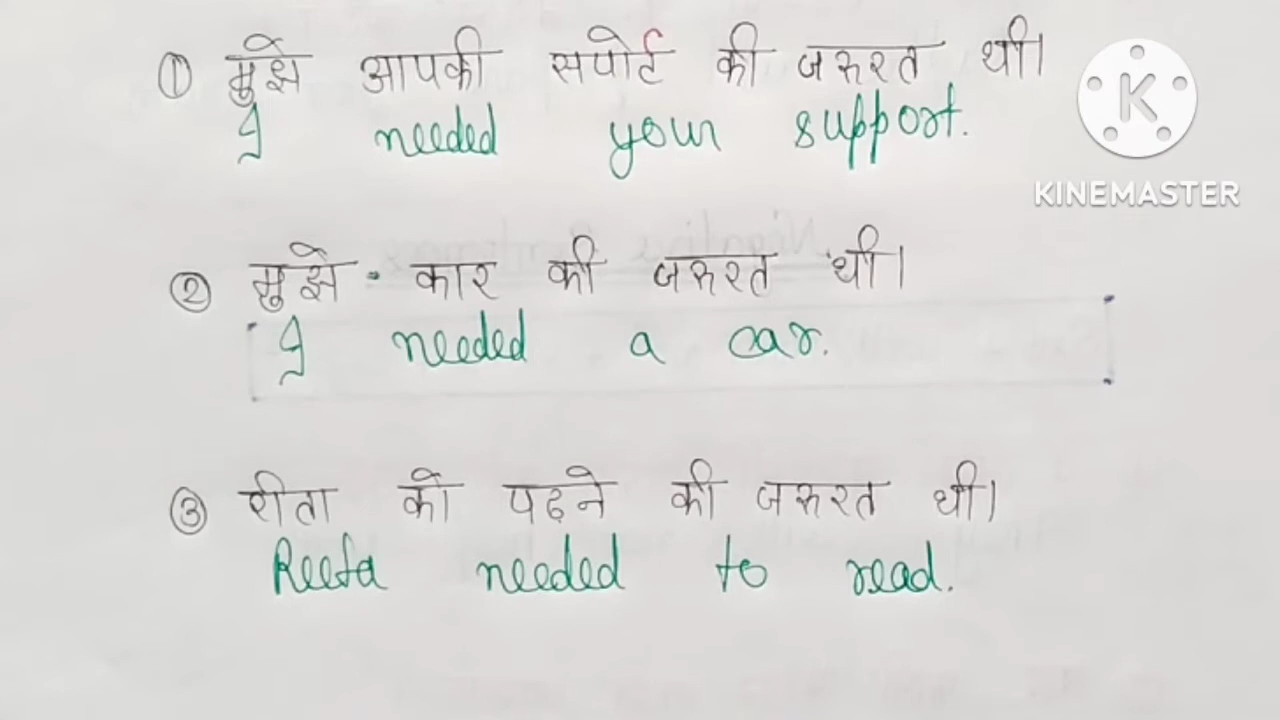 ① मुझे आपकी सपोर्ट की जरुरत थी।
I needed your support.
KINEMASTER
② मुझे कार की जरुरत थी।
I needed a car.
③ रीता को पढ़ने की जरुरत थी।
Reeta needed to read.